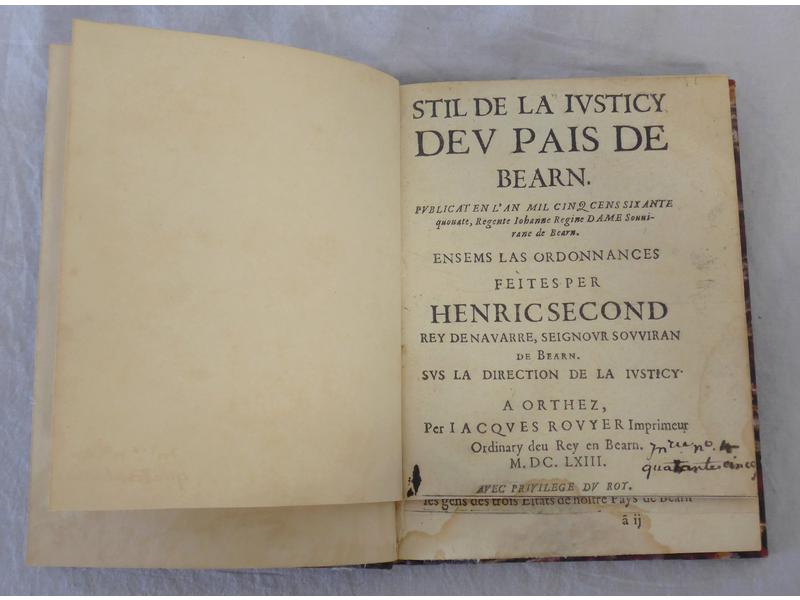 STIL DE LA IVSTICY
DEV PAIS DE
BEARN.
PVBLICAT EN L'AN MIL CINQ CENS SIXANTE
quouate, Regente Iohanne Regine DAME Souui-
rane de Bearn.
ENSEMS LAS ORDONNANCES
FEITES PER
HENRIC SECOND
REY DE NAVARRE, SEIGNOVR SOVVIRAN
DE BEARN.
SVS LA DIRECTION DE LA IVSTICY.
A ORTHEZ,
Per IACQVES ROVYER Imprimeur
Ordinary deu Rey en Bearn.
M. DC. LXIII.
AVEC PRIVILEGE DV ROY.
les gens des trois Estats de nostre Pays de Bearn
ã ij